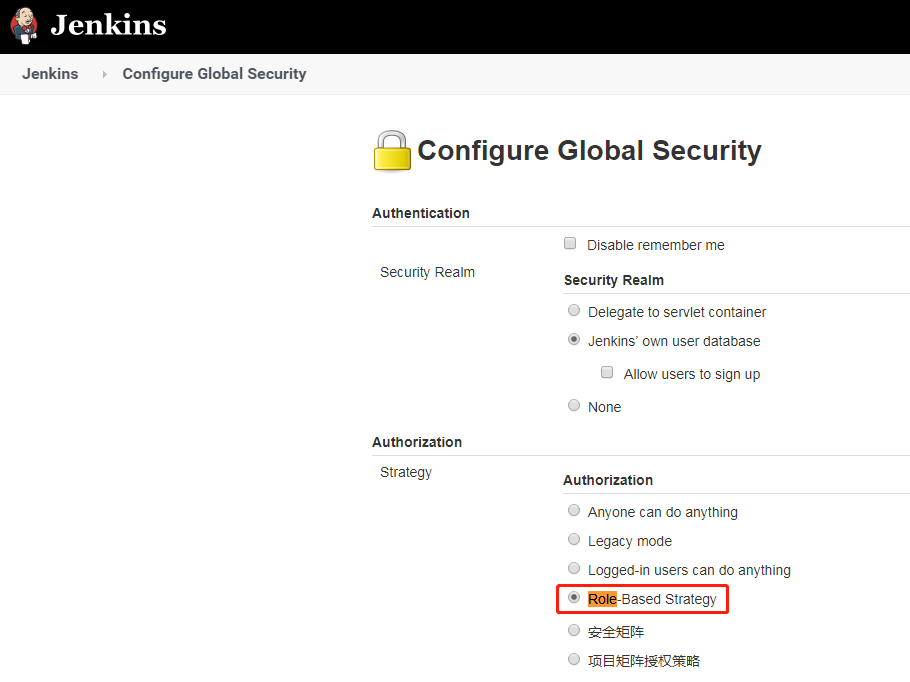 Jenkins
Jenkins Configure Global Security
Configure Global Security
Authentication
Disable remember me
Security Realm
Security Realm
Delegate to servlet container
Jenkins’ own user database
Allow users to sign up
None
Authorization
Strategy
Authorization
Anyone can do anything
Legacy mode
Logged-in users can do anything
Role-Based Strategy
安全矩阵
项目矩阵授权策略